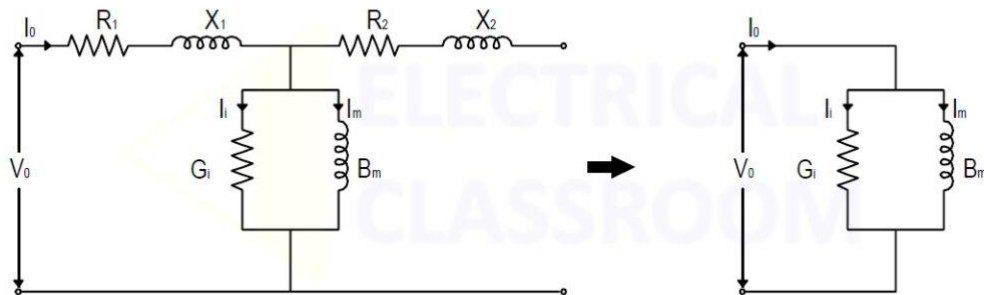 I₀ R₁ X₁ R₂ X₂ I₀
Iᵢ Iₘ Iᵢ Iₘ
ELECTRICAL
V₀ Gᵢ Bₘ V₀ Gᵢ Bₘ
CLASSROOM